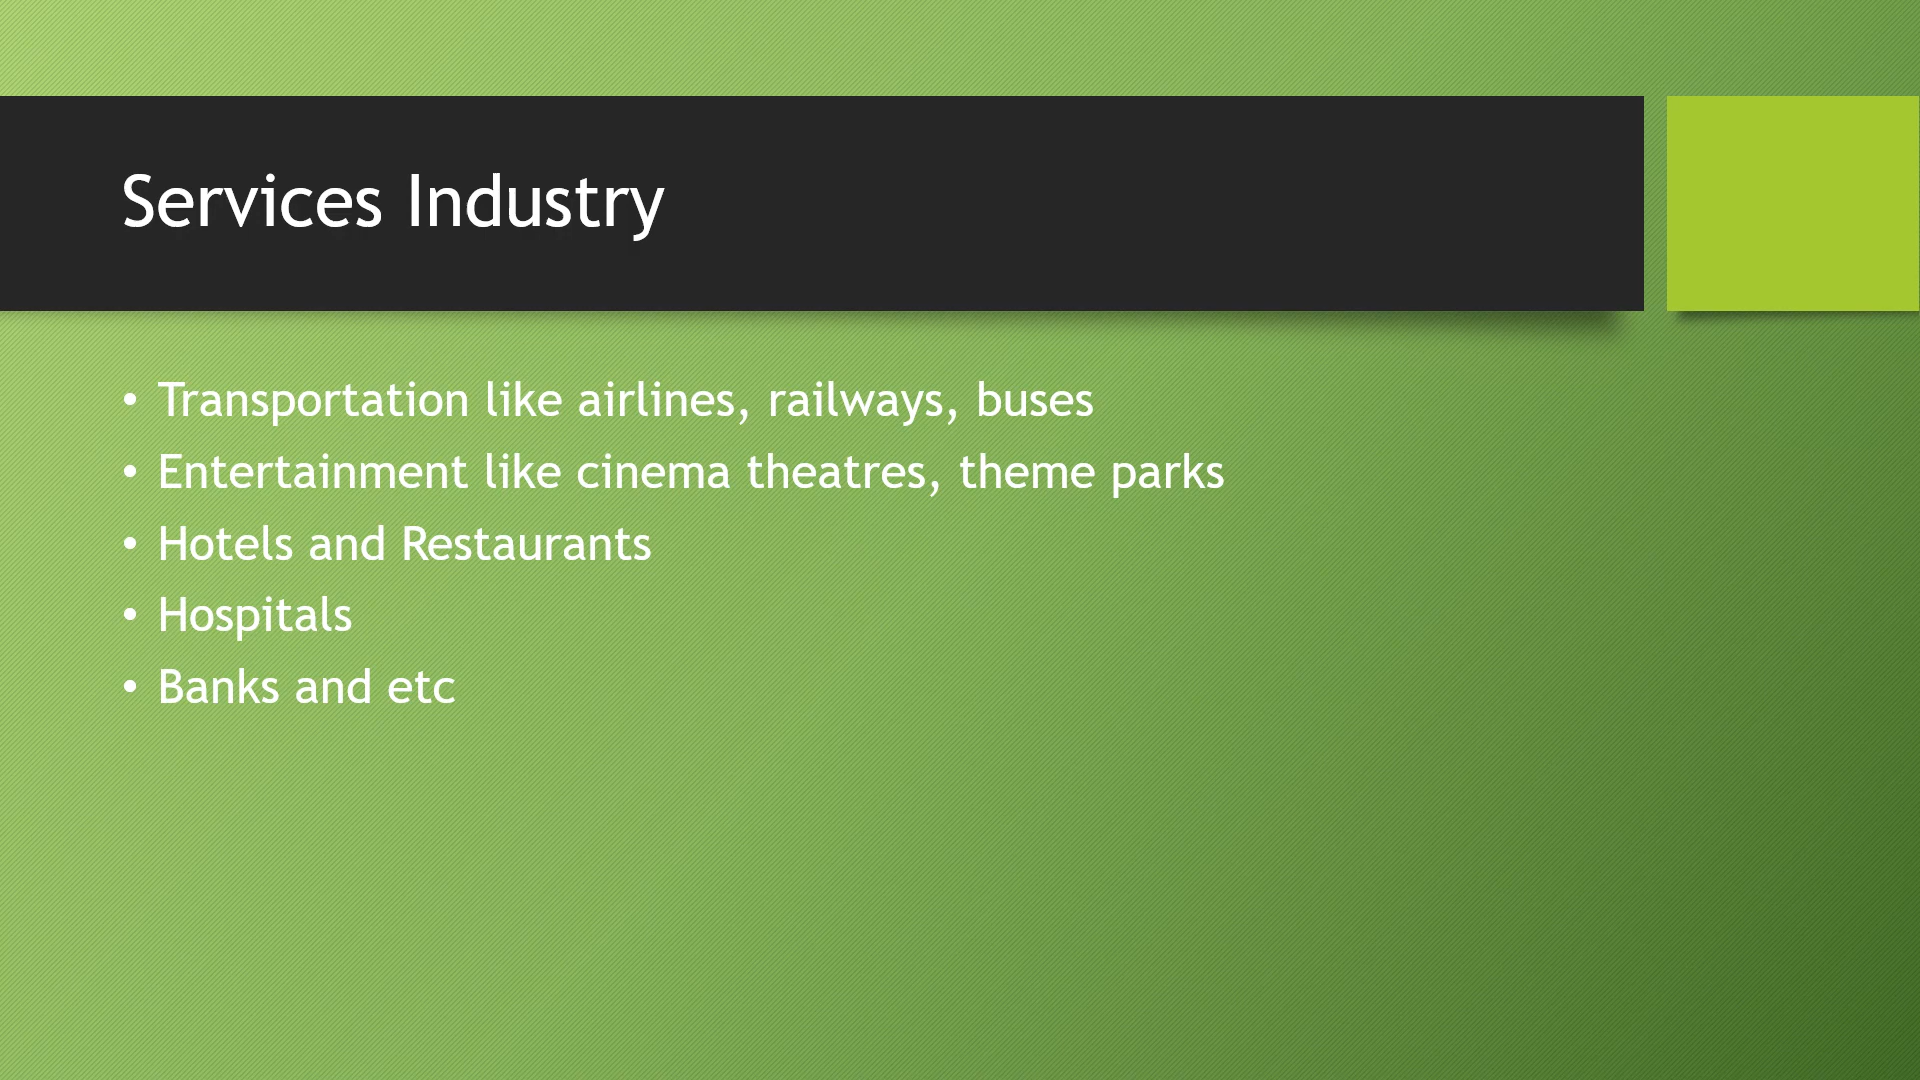 Services Industry
• Transportation like airlines, railways, buses
• Entertainment like cinema theatres, theme parks
• Hotels and Restaurants
• Hospitals
• Banks and etc